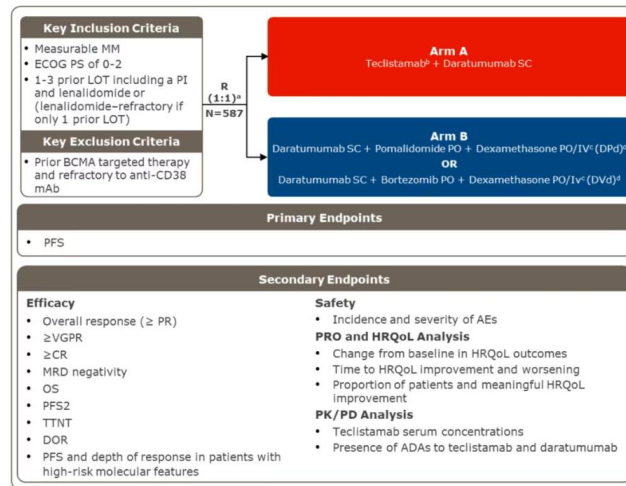 Key Inclusion Criteria
• Measurable MM
• ECOG PS of 0-2
• 1-3 prior LOT including a PI
and lenalidomide or
(lenalidomide–refractory if
only 1 prior LOT)
Key Exclusion Criteria
• Prior BCMA targeted therapy
and refractory to anti-CD38
mAb
R
(1:1)ᵃ
N=587
Arm A
Teclistamabᵇ + Daratumumab SC
Arm B
Daratumumab SC + Pomalidomide PO + Dexamethasone PO/IVᶜ (DPd)ᵈ
OR
Daratumumab SC + Bortezomib PO + Dexamethasone PO/Ivᶜ (DVd)ᵈ
Primary Endpoints
• PFS
Secondary Endpoints
Efficacy
• Overall response (≥ PR)
• ≥VGPR
• ≥CR
• MRD negativity
• OS
• PFS2
• TTNT
• DOR
• PFS and depth of response in patients with
high-risk molecular features
Safety
• Incidence and severity of AEs
PRO and HRQoL Analysis
• Change from baseline in HRQoL outcomes
• Time to HRQoL improvement and worsening
• Proportion of patients and meaningful HRQoL
improvement
PK/PD Analysis
• Teclistamab serum concentrations
• Presence of ADAs to teclistamab and daratumumab